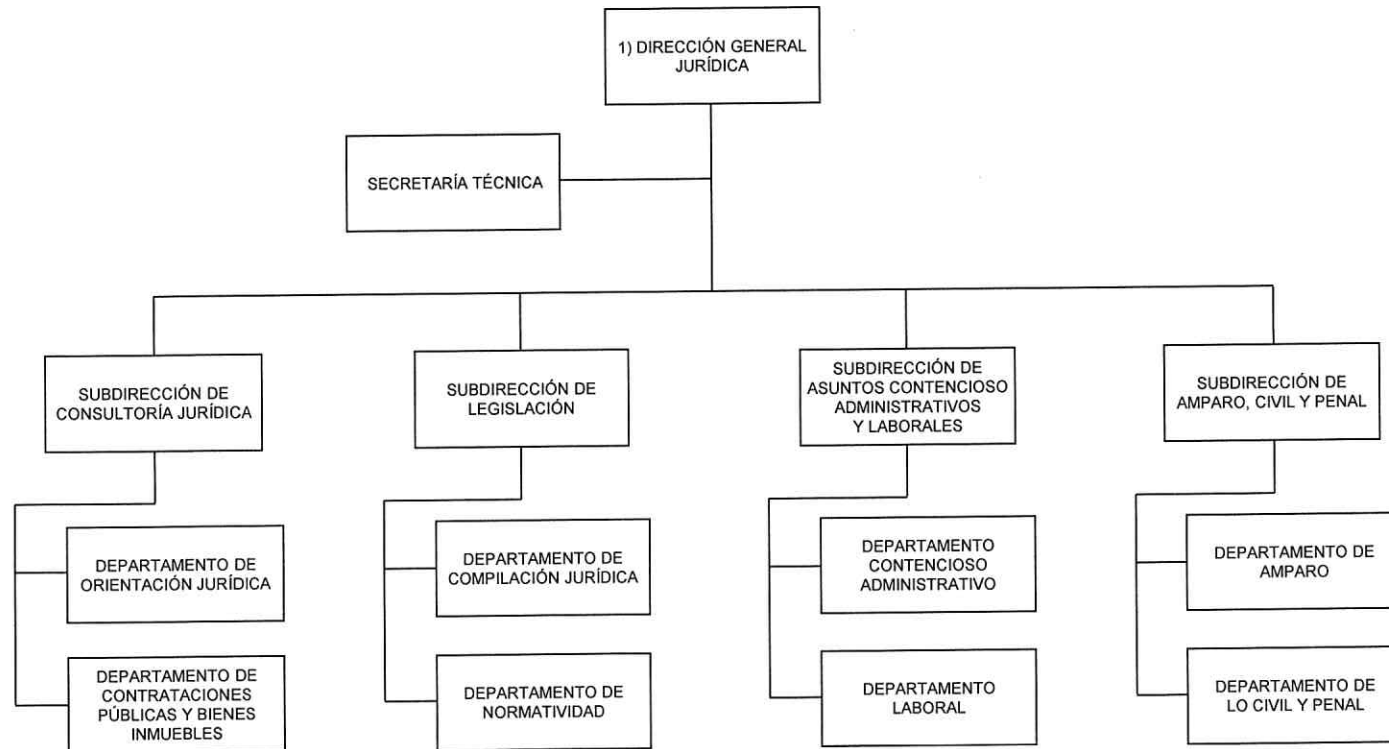 1) DIRECCIÓN GENERAL
JURÍDICA
SECRETARÍA TÉCNICA
SUBDIRECCIÓN DE
CONSULTORÍA JURÍDICA
SUBDIRECCIÓN DE
LEGISLACIÓN
SUBDIRECCIÓN DE
ASUNTOS CONTENCIOSO
ADMINISTRATIVOS
Y LABORALES
SUBDIRECCIÓN DE
AMPARO, CIVIL Y PENAL
DEPARTAMENTO DE
ORIENTACIÓN JURÍDICA
DEPARTAMENTO DE
COMPILACIÓN JURÍDICA
DEPARTAMENTO
CONTENCIOSO
ADMINISTRATIVO
DEPARTAMENTO DE
AMPARO
DEPARTAMENTO DE
CONTRATACIONES
PÚBLICAS Y BIENES
INMUEBLES
DEPARTAMENTO DE
NORMATIVIDAD
DEPARTAMENTO
LABORAL
DEPARTAMENTO DE
LO CIVIL Y PENAL